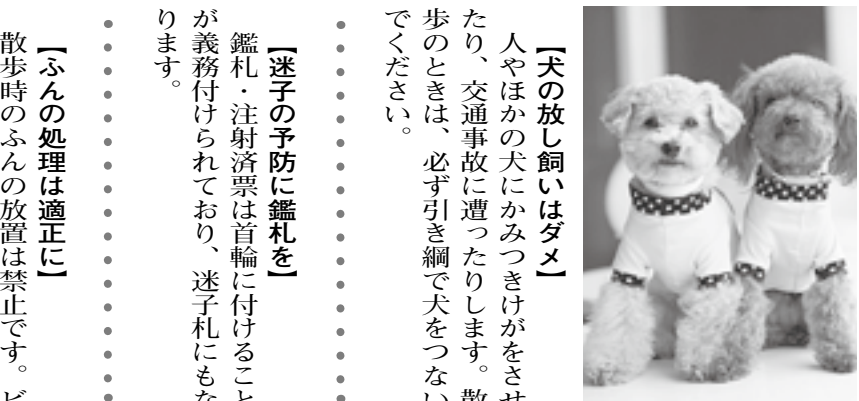 【犬の放し飼いはダメ】
人やほかの犬にかみつきけがをさせ
たり、交通事故に遭ったりします。散
歩のときは、必ず引き綱で犬をつない
でください。
【迷子の予防に鑑札を】
鑑札・注射済票は首輪に付けること
が義務付けられており、迷子札にもな
ります。
【ふんの処理は適正に】
散歩時のふんの放置は禁止です。ビ